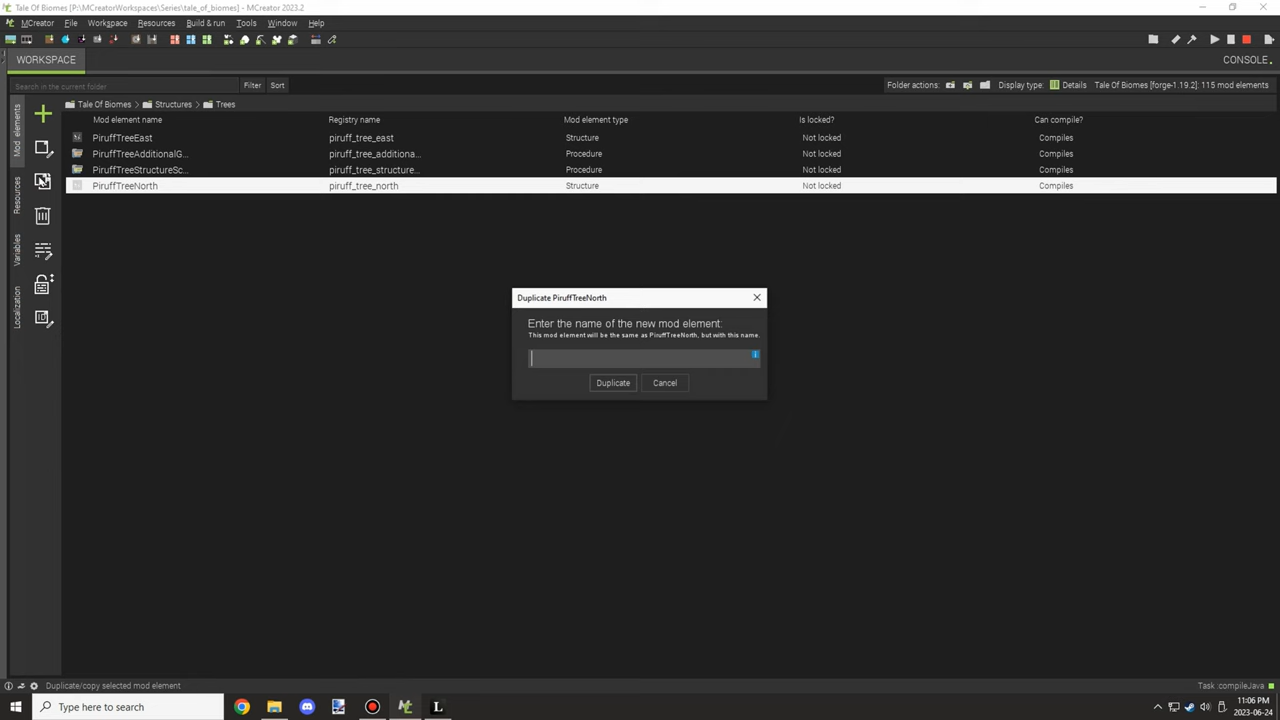 Tale Of Biomes [P:\MCreatorWorkspaces\Series\tale_of_biomes] - MCreator 2023.2
MCreator File Workspace Resources Build & run Tools Window Help
WORKSPACE
CONSOLE
Search in the current folder Filter Sort
Folder actions: Display type: Details Tale Of Biomes [forge-1.19.2]: 115 mod elements
Tale Of Biomes > Structures > Trees
Mod element name Registry name Mod element type Is locked? Can compile?
PiruffTreeEast piruff_tree_east Structure Not locked Compiles
PiruffTreeAdditionalG... piruff_tree_additiona... Procedure Not locked Compiles
PiruffTreeStructureSc... piruff_tree_structure... Procedure Not locked Compiles
PiruffTreeNorth piruff_tree_north Structure Not locked Compiles
Mod elements
Resources
Variables
Localization
Duplicate PiruffTreeNorth
Enter the name of the new mod element:
This mod element will be the same as PiruffTreeNorth, but with this name.
Duplicate Cancel
Duplicate/copy selected mod element
Task :compileJava
Type here to search
L
11:06 PM
2023-06-24